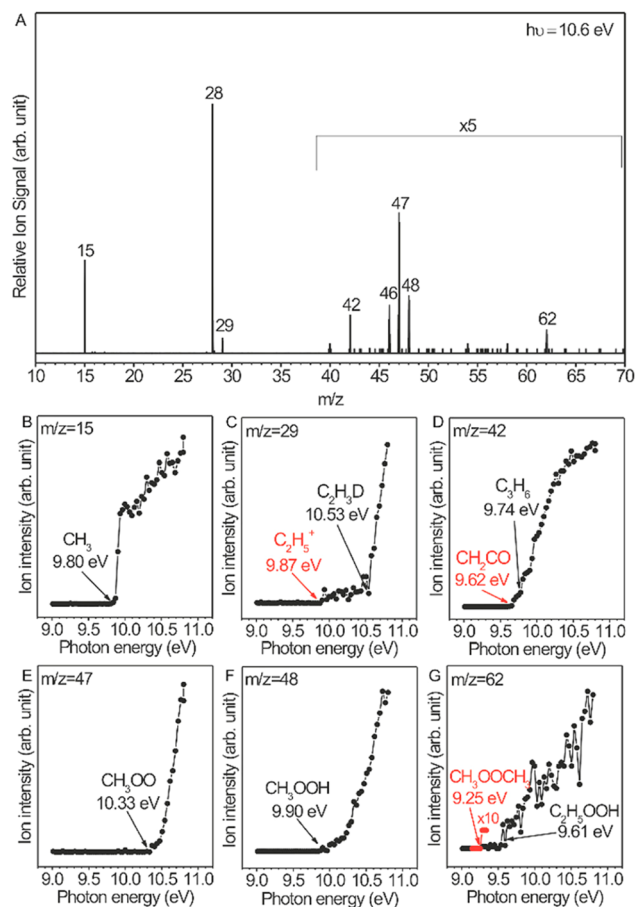 A
hυ = 10.6 eV
28
x5
47
15
48
46
42
29
62
Relative Ion Signal (arb. unit)
10 20 30 40 50 60 70
m/z
B m/z=15
CH₃
9.80 eV
Ion intensity (arb. unit)
9.0 9.5 10.0 10.5 11.0
Photon energy (eV)
C m/z=29
C₂H₃D
10.53 eV
C₂H₅⁺
9.87 eV
Ion intensity (arb. unit)
9.0 9.5 10.0 10.5 11.0
Photon energy (eV)
D m/z=42
C₃H₆
9.74 eV
CH₂CO
9.62 eV
Ion intensity (arb. unit)
9.0 9.5 10.0 10.5 11.0
Photon energy (eV)
E m/z=47
CH₃OO
10.33 eV
Ion intensity (arb. unit)
9.0 9.5 10.0 10.5 11.0
Photon energy (eV)
F m/z=48
CH₃OOH
9.90 eV
Ion intensity (arb. unit)
9.0 9.5 10.0 10.5 11.0
Photon energy (eV)
G m/z=62
CH₃OOCH₃
9.25 eV
x10
C₂H₅OOH
9.61 eV
Ion intensity (arb. unit)
9.0 9.5 10.0 10.5 11.0
Photon energy (eV)